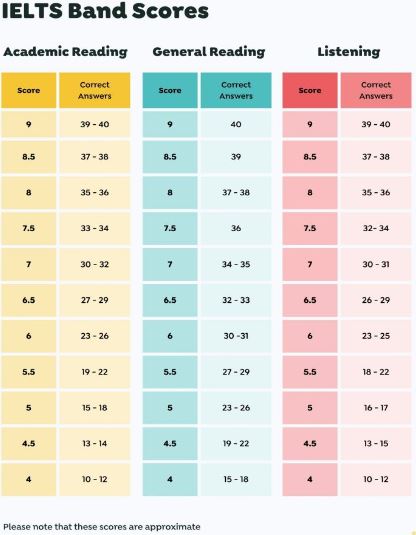 IELTS Band Scores
Academic Reading General Reading Listening
Score Correct Answers Score Correct Answers Score Correct Answers
9 39 - 40 9 40 9 39 - 40
8.5 37 - 38 8.5 39 8.5 37 - 38
8 35 - 36 8 37 - 38 8 35 - 36
7.5 33 - 34 7.5 36 7.5 32- 34
7 30 - 32 7 34 - 35 7 30 - 31
6.5 27 - 29 6.5 32 - 33 6.5 26 - 29
6 23 - 26 6 30 -31 6 23 - 25
5.5 19 - 22 5.5 27 - 29 5.5 18 - 22
5 15 - 18 5 23 - 26 5 16 - 17
4.5 13 - 14 4.5 19 - 22 4.5 13 - 15
4 10 - 12 4 15 - 18 4 10 - 12
Please note that these scores are approximate